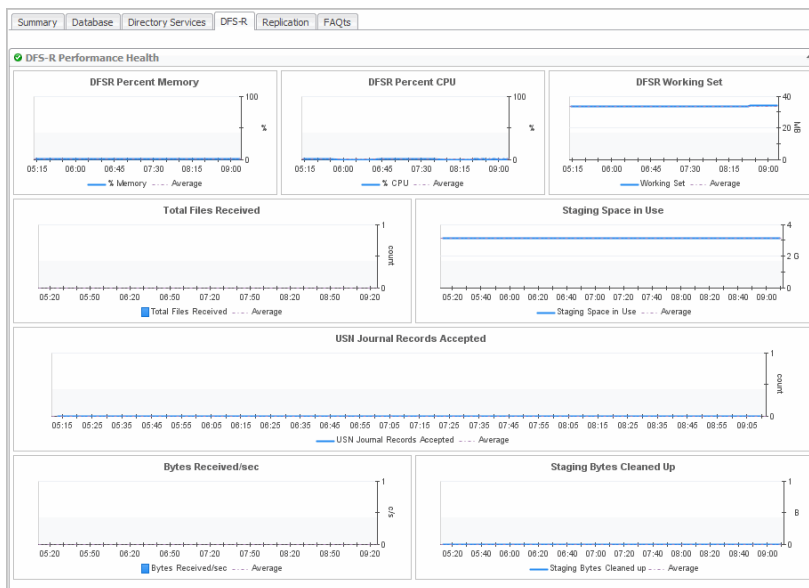 Summary Database Directory Services DFS-R Replication FAQts
DFS-R Performance Health
DFSR Percent Memory
100
%
0
05:15 06:00 06:45 07:30 08:15 09:00
% Memory Average
DFSR Percent CPU
100
%
0
05:15 06:00 06:45 07:30 08:15 09:00
% CPU Average
DFSR Working Set
40
MB
20
0
05:15 06:00 06:45 07:30 08:15 09:00
Working Set Average
Total Files Received
1
count
0
05:20 05:50 06:20 06:50 07:20 07:50 08:20 08:50 09:20
Total Files Received Average
Staging Space in Use
4
2 G
0
05:20 05:40 06:00 06:20 06:40 07:00 07:20 07:40 08:00 08:20 08:40 09:00
Staging Space in Use Average
USN Journal Records Accepted
1
count
0
05:15 05:25 05:35 05:45 05:55 06:05 06:15 06:25 06:35 06:45 06:55 07:05 07:15 07:25 07:35 07:45 07:55 08:05 08:15 08:25 08:35 08:45 08:55 09:05
USN Journal Records Accepted Average
Bytes Received/sec
1
c/s
0
05:20 05:50 06:20 06:50 07:20 07:50 08:20 08:50 09:20
Bytes Received/sec Average
Staging Bytes Cleaned Up
1
B
0
05:20 05:40 06:00 06:20 06:40 07:00 07:20 07:40 08:00 08:20 08:40 09:00
Staging Bytes Cleaned up Average